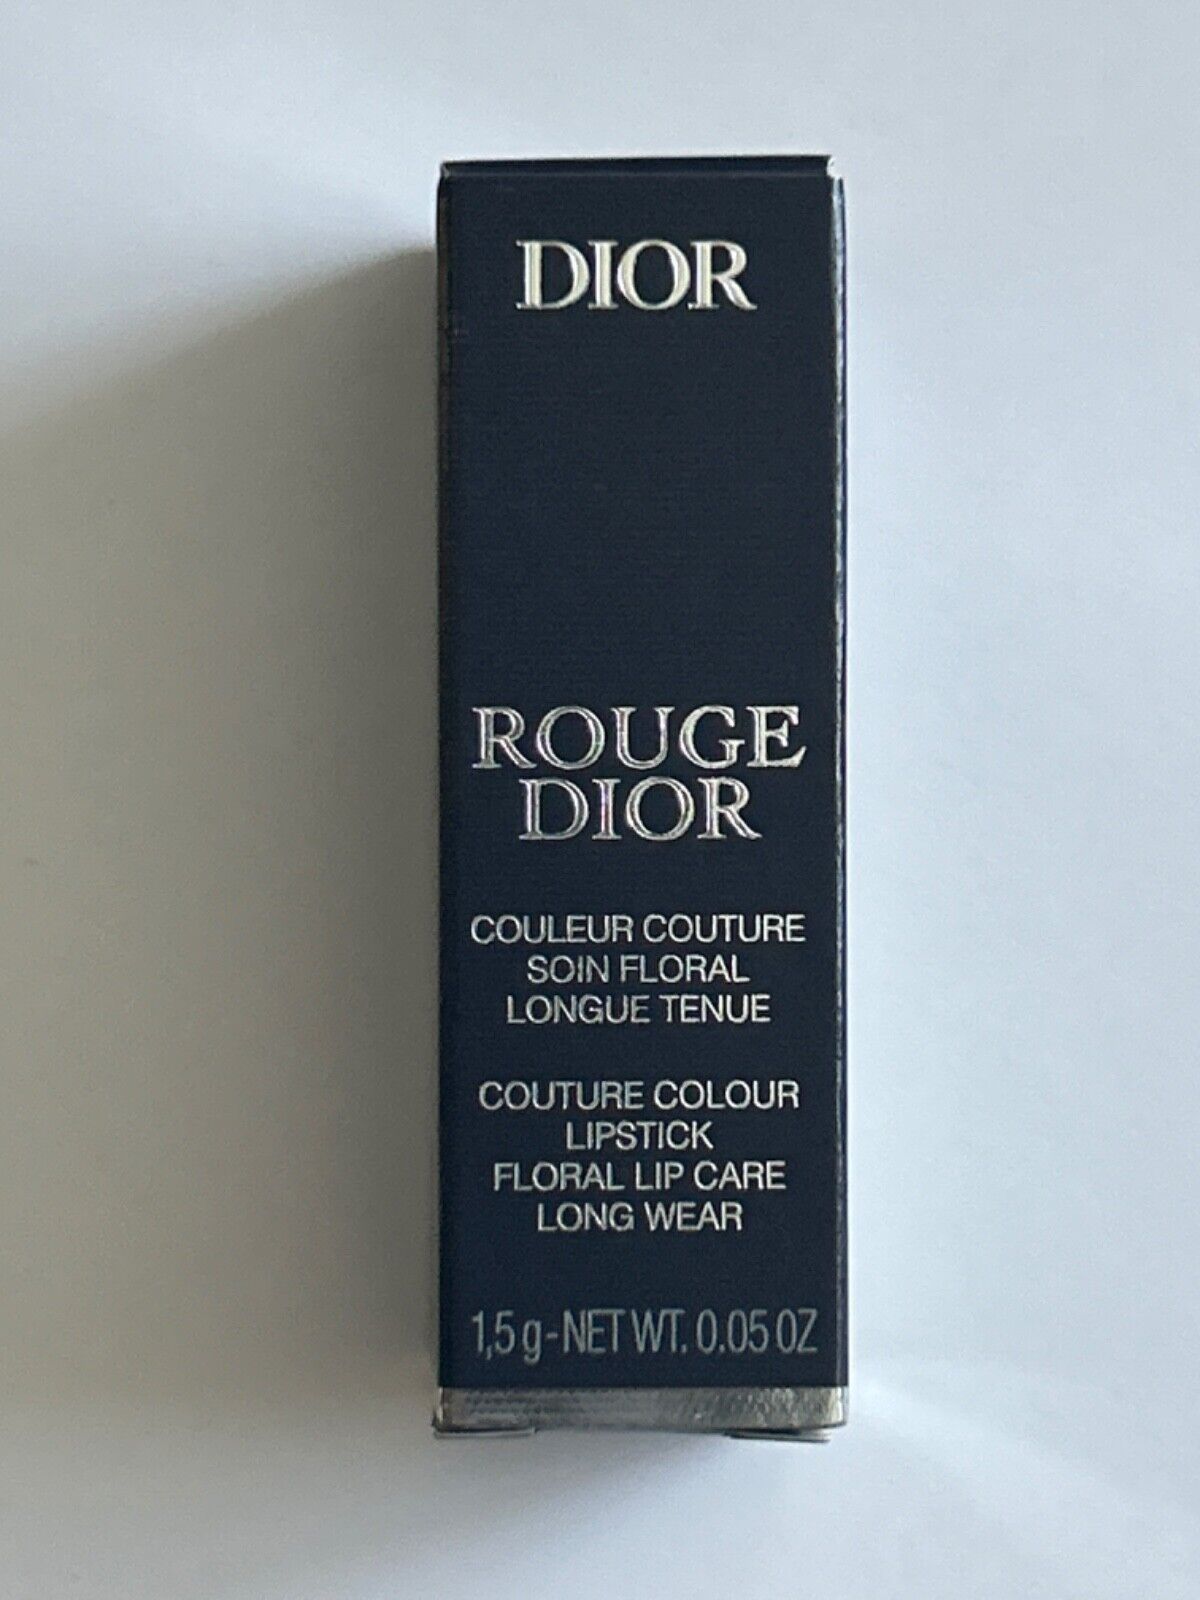 DIOR
ROUGE
DIOR
COULEUR COUTURE
SOIN FLORAL
LONGUE TENUE
COUTURE COLOUR
LIPSTICK
FLORAL LIP CARE
LONG WEAR
1,5 g-NET WT. 0.05 OZ